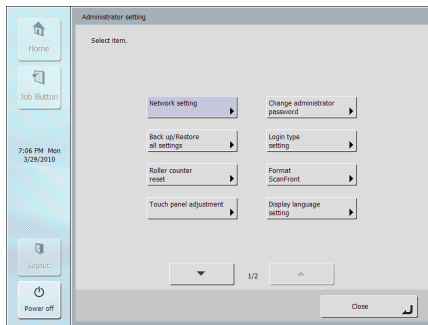 Administrator setting
Select item.
Home
Job Button
7:06 PM Mon
3/29/2010
Logout
Power off
Network setting
Change administrator
password
Back up/Restore
all settings
Login type
setting
Roller counter
reset
Format
ScanFront
Touch panel adjustment
Display language
setting
1/2
Close